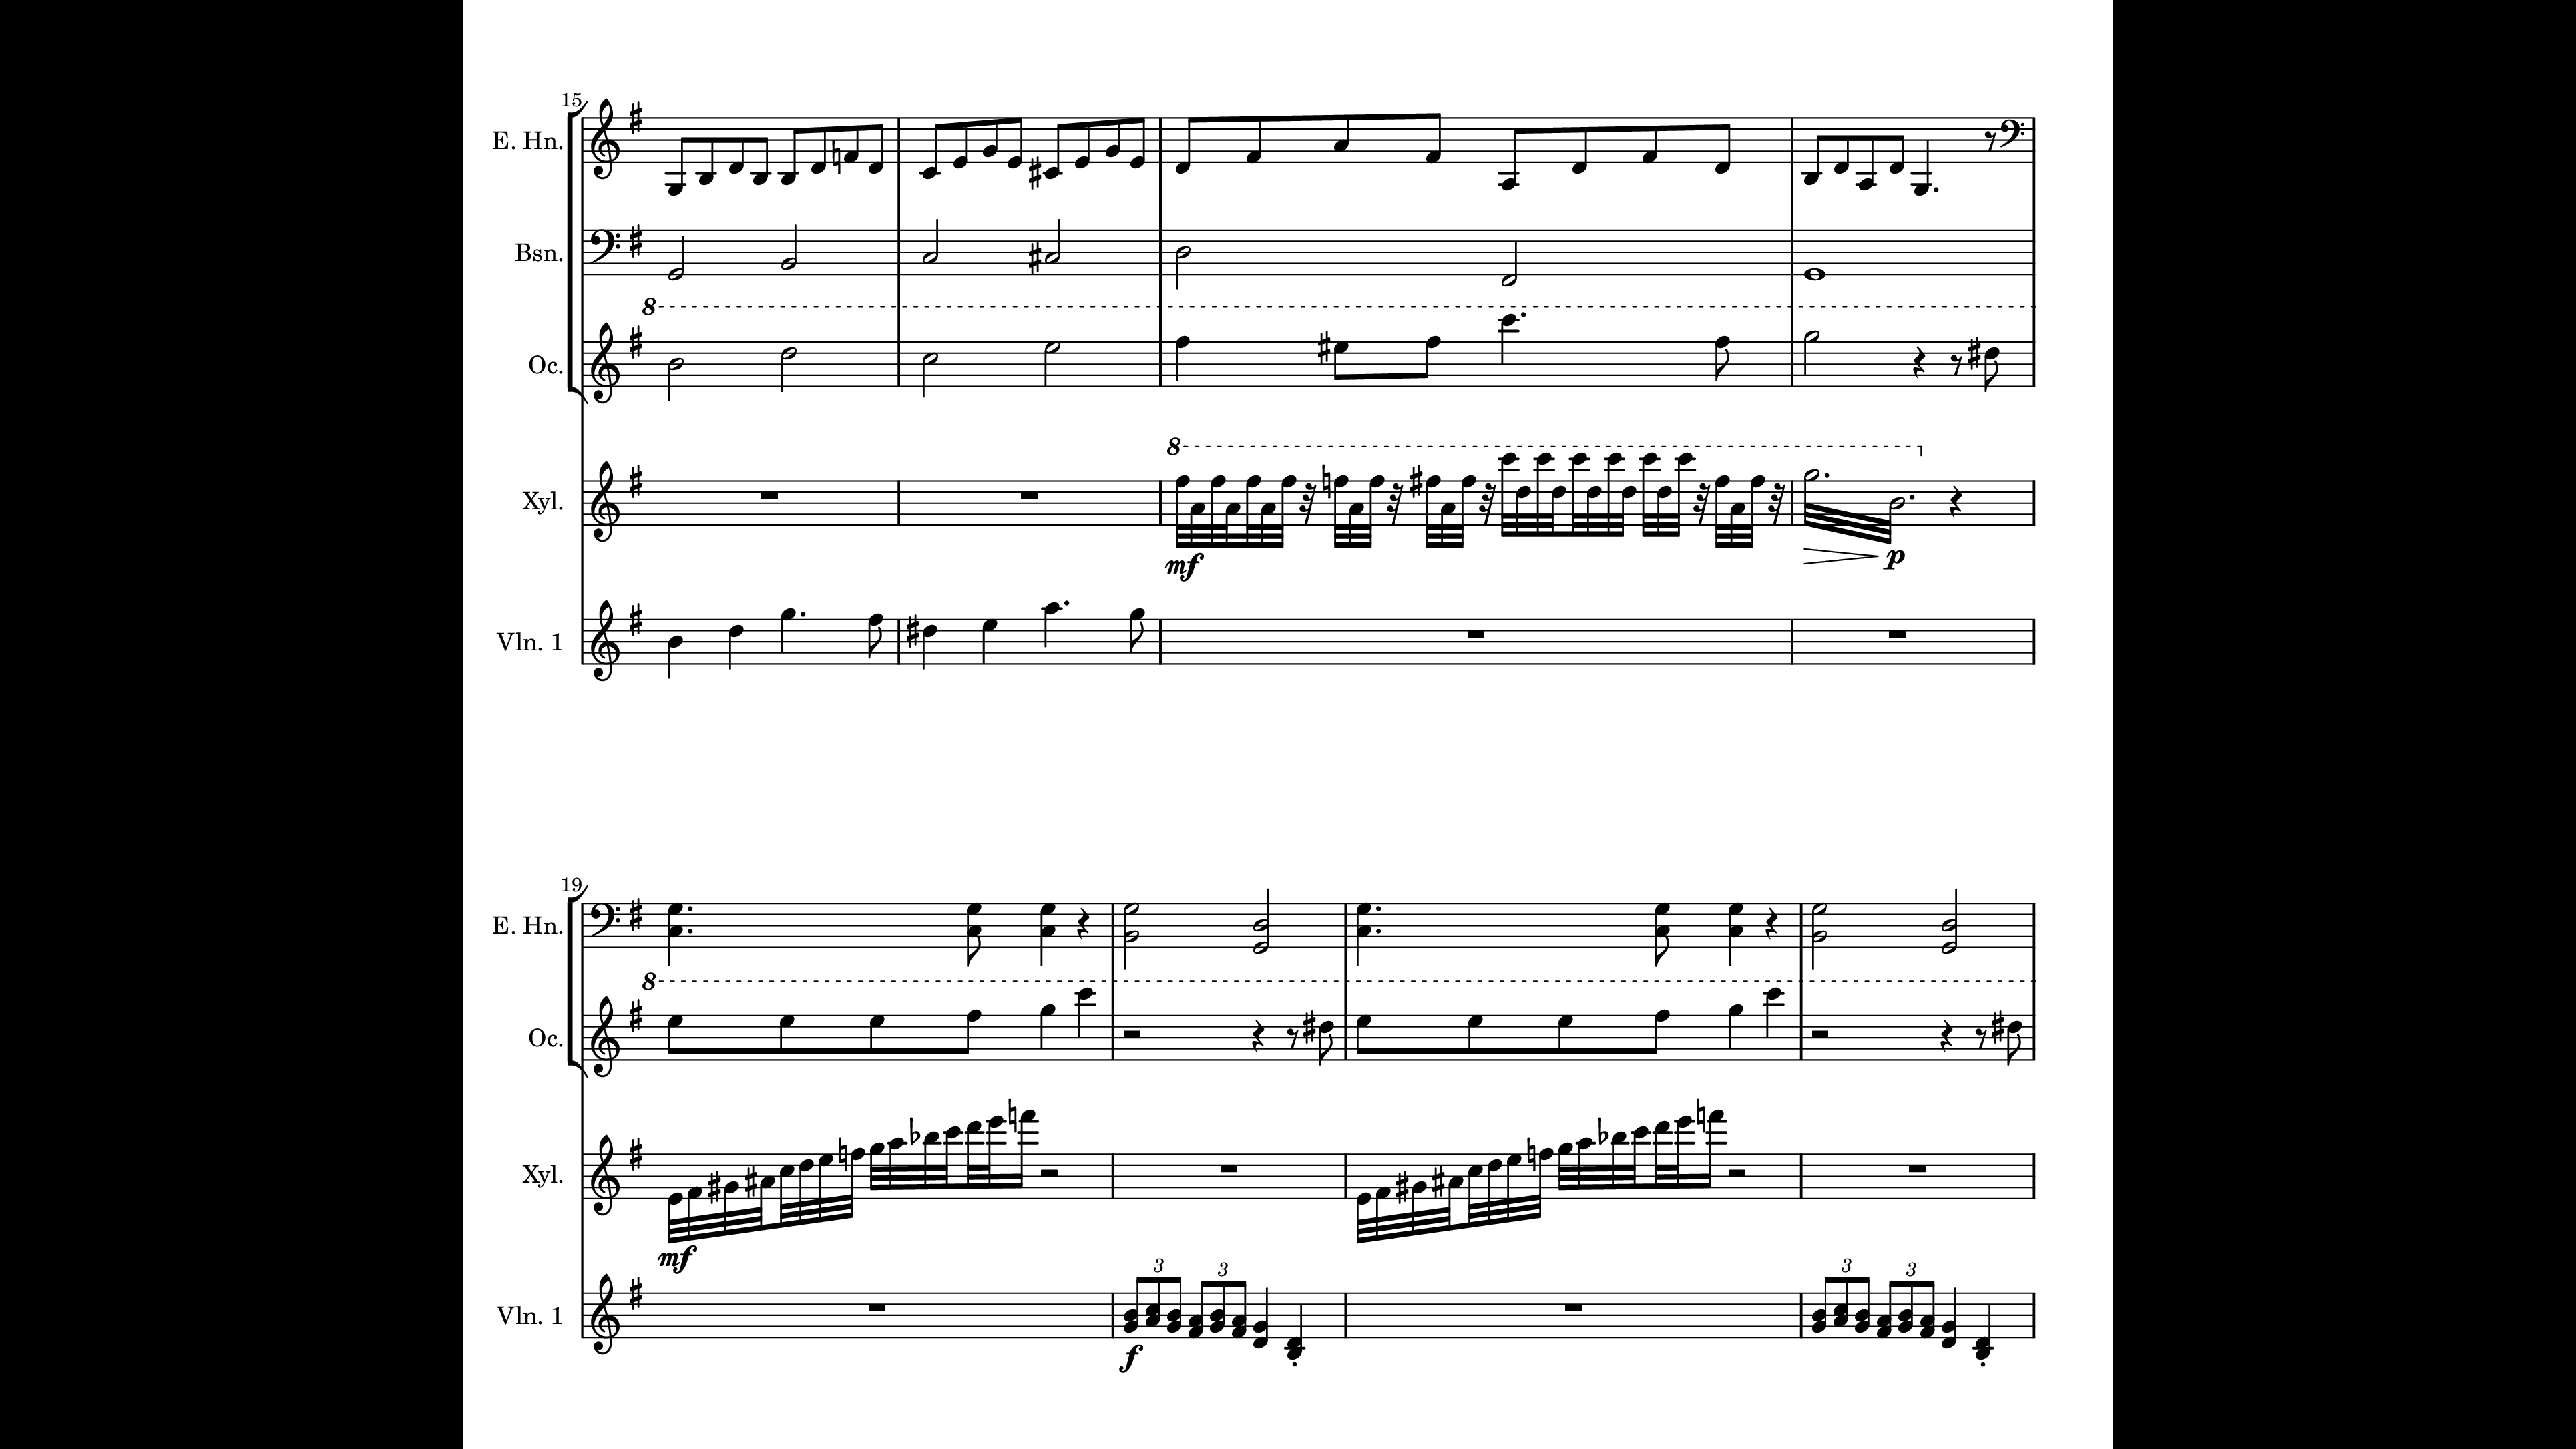 15
E. Hn.
Bsn.
8
Oc.
8
Xyl.
mf
p
Vln. 1
19
E. Hn.
8
Oc.
Xyl.
mf
3 3 3 3
Vln. 1
f